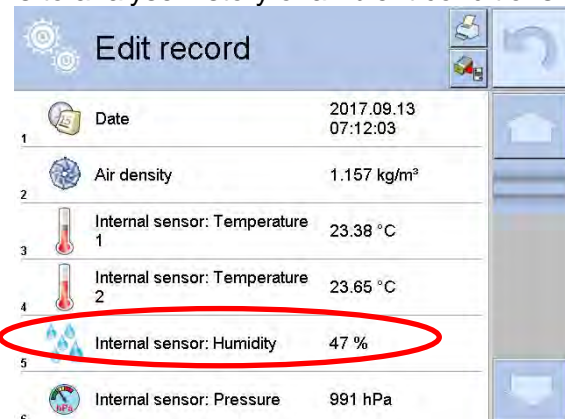 Edit record
1 Date 2017.09.13
07:12:03
2 Air density 1.157 kg/m³
Internal sensor: Temperature
3 1 23.38 °C
Internal sensor: Temperature
4 2 23.65 °C
5 Internal sensor: Humidity 47 %
hPa Internal sensor: Pressure 991 hPa